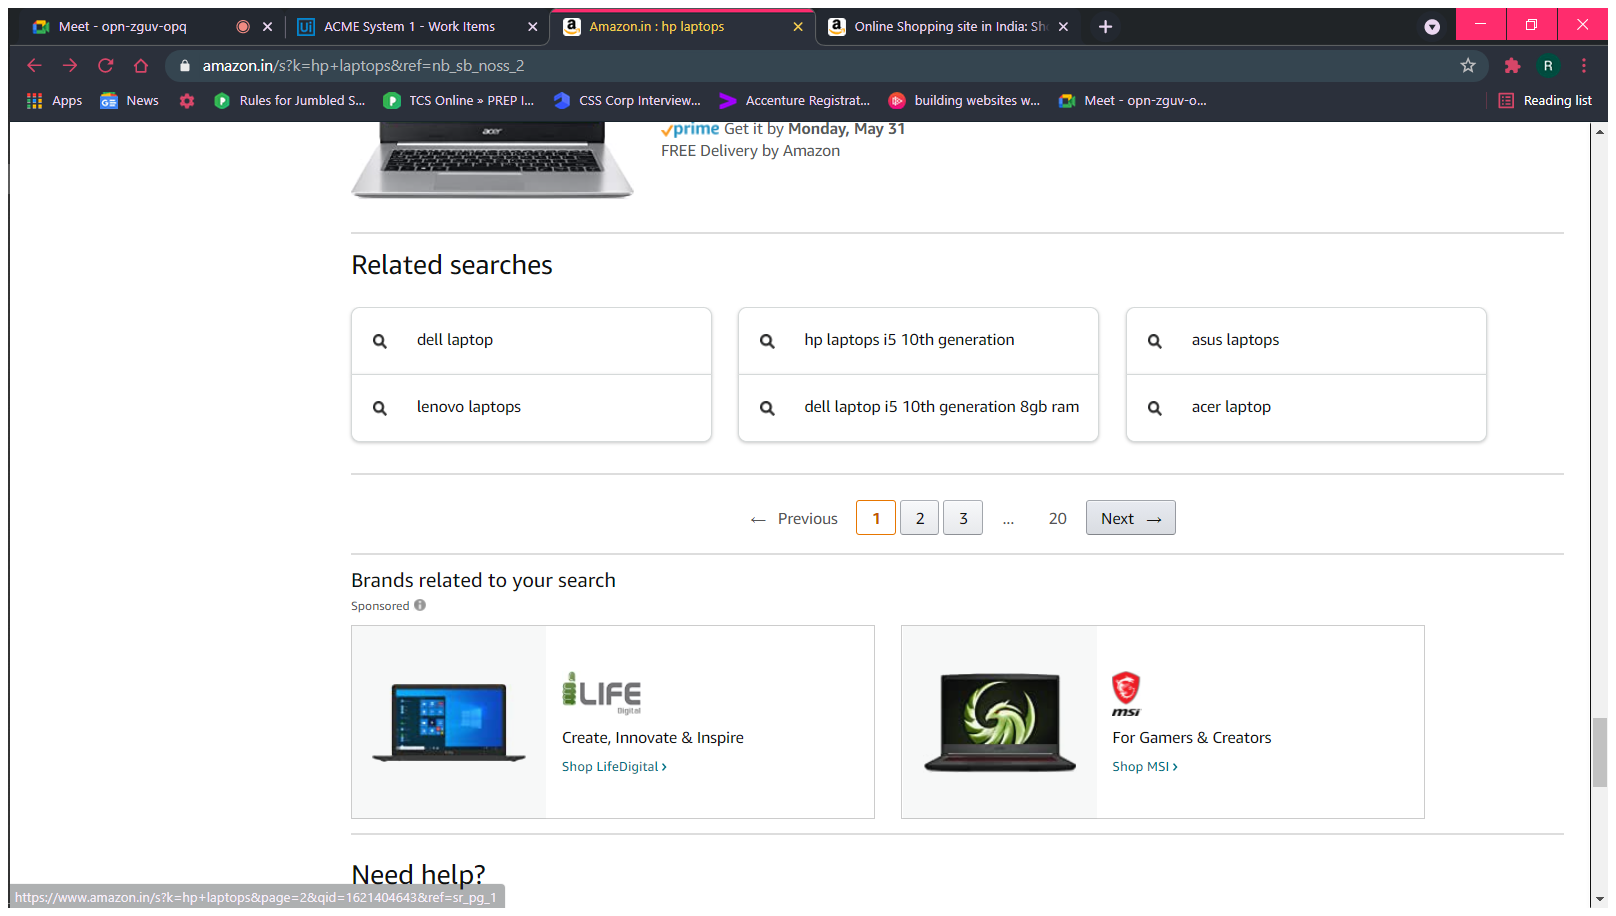 Meet - opn-zguv-opq
ACME System 1 - Work Items
Amazon.in : hp laptops
Online Shopping site in India: Sh
amazon.in/s?k=hp+laptops&ref=nb_sb_noss_2
R
Apps
News
Rules for Jumbled S...
TCS Online » PREP I...
CSS Corp Interview...
Accenture Registrat...
building websites w...
Meet - opn-zguv-o...
Reading list
acer
prime Get it by Monday, May 31
FREE Delivery by Amazon
Related searches
dell laptop
hp laptops i5 10th generation
asus laptops
lenovo laptops
dell laptop i5 10th generation 8gb ram
acer laptop
← Previous 1 2 3 ... 20 Next →
Brands related to your search
Sponsored
iLIFE
Digital
Create, Innovate & Inspire
Shop LifeDigital ›
msi
For Gamers & Creators
Shop MSI ›
Need help?
https://www.amazon.in/s?k=hp+laptops&page=2&qid=1621404643&ref=sr_pg_1